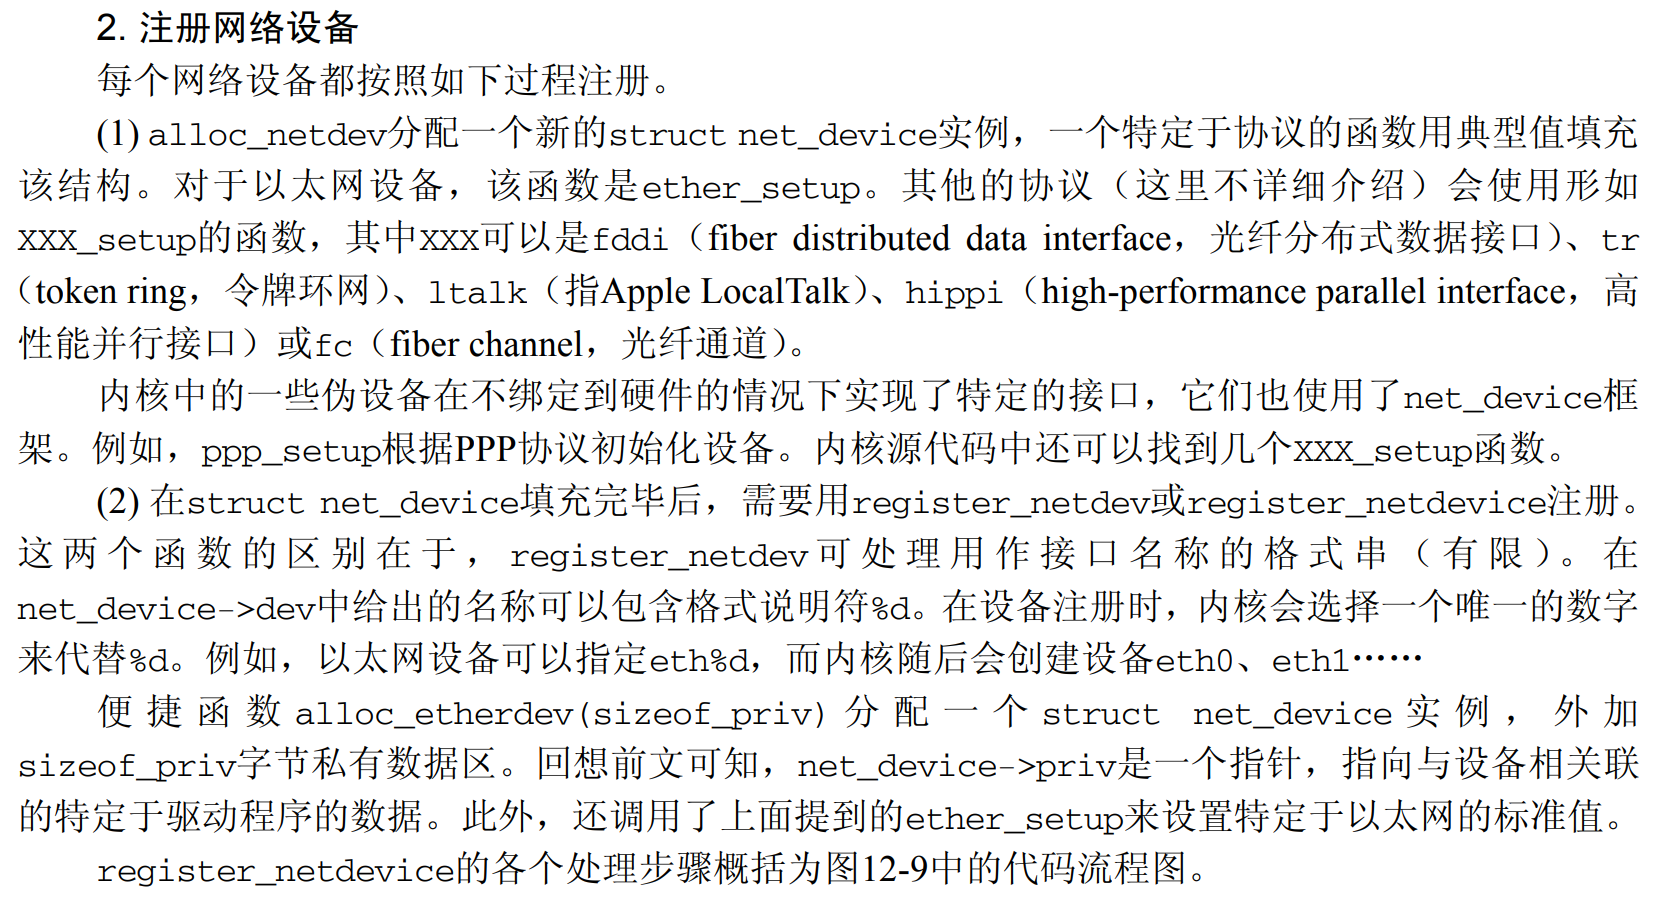 2. 注册网络设备
每个网络设备都按照如下过程注册。
(1) alloc_netdev分配一个新的struct net_device实例，一个特定于协议的函数用典型值填充
该结构。对于以太网设备，该函数是ether_setup。其他的协议（这里不详细介绍）会使用形如
XXX_setup的函数，其中XXX可以是fddi（fiber distributed data interface，光纤分布式数据接口）、tr
（token ring，令牌环网）、ltalk（指Apple LocalTalk）、hippi（high-performance parallel interface，高
性能并行接口）或fc（fiber channel，光纤通道）。
内核中的一些伪设备在不绑定到硬件的情况下实现了特定的接口，它们也使用了net_device框
架。例如，ppp_setup根据PPP协议初始化设备。内核源代码中还可以找到几个XXX_setup函数。
(2) 在struct net_device填充完毕后，需要用register_netdev或register_netdevice注册。
这两个函数的区别在于，register_netdev可处理用作接口名称的格式串（有限）。在
net_device->dev中给出的名称可以包含格式说明符%d。在设备注册时，内核会选择一个唯一的数字
来代替%d。例如，以太网设备可以指定eth%d，而内核随后会创建设备eth0、eth1……
便捷函数alloc_etherdev(sizeof_priv)分配一个struct net_device实例，外加
sizeof_priv字节私有数据区。回想前文可知，net_device->priv是一个指针，指向与设备相关联
的特定于驱动程序的数据。此外，还调用了上面提到的ether_setup来设置特定于以太网的标准值。
register_netdevice的各个处理步骤概括为图12-9中的代码流程图。